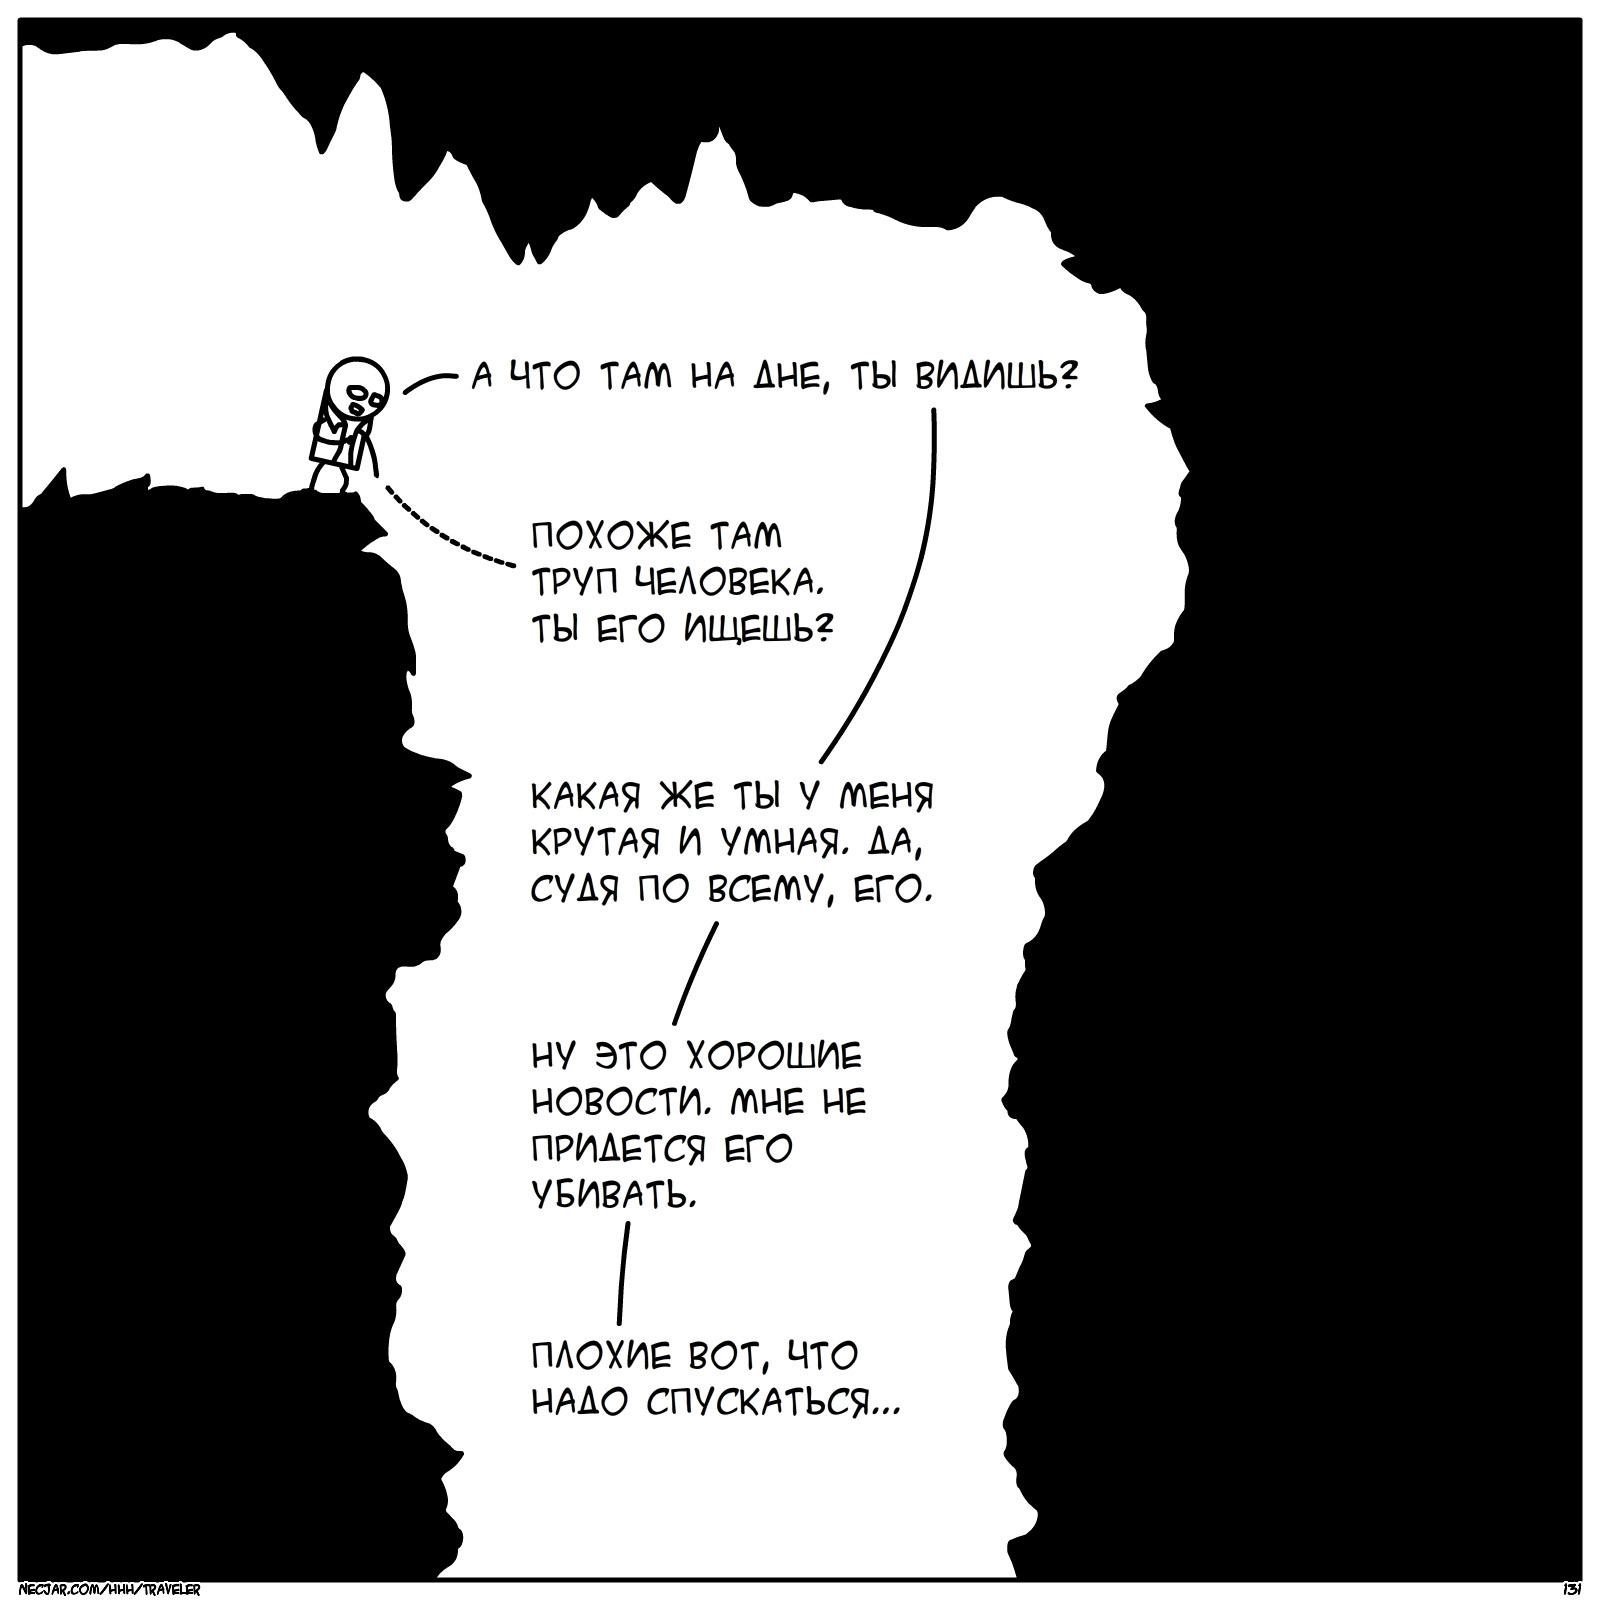 А ЧТО ТАМ НА ДНЕ, ТЫ ВИДИШЬ?
ПОХОЖЕ ТАМ
ТРУП ЧЕЛОВЕКА.
ТЫ ЕГО ИЩЕШЬ?
КАКАЯ ЖЕ ТЫ У МЕНЯ
КРУТАЯ И УМНАЯ. ДА,
СУДЯ ПО ВСЕМУ, ЕГО.
НУ ЭТО ХОРОШИЕ
НОВОСТИ. МНЕ НЕ
ПРИДЕТСЯ ЕГО
УБИВАТЬ.
ПЛОХИЕ ВОТ, ЧТО
НАДО СПУСКАТЬСЯ...
NECJAR.COM/HHH/TRAVELER
131